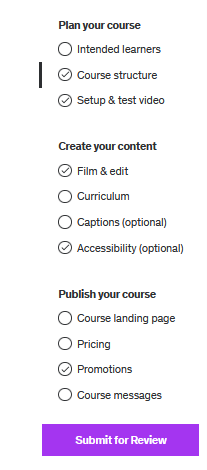 Plan your course
Intended learners
Course structure
Setup & test video
Create your content
Film & edit
Curriculum
Captions (optional)
Accessibility (optional)
Publish your course
Course landing page
Pricing
Promotions
Course messages
Submit for Review